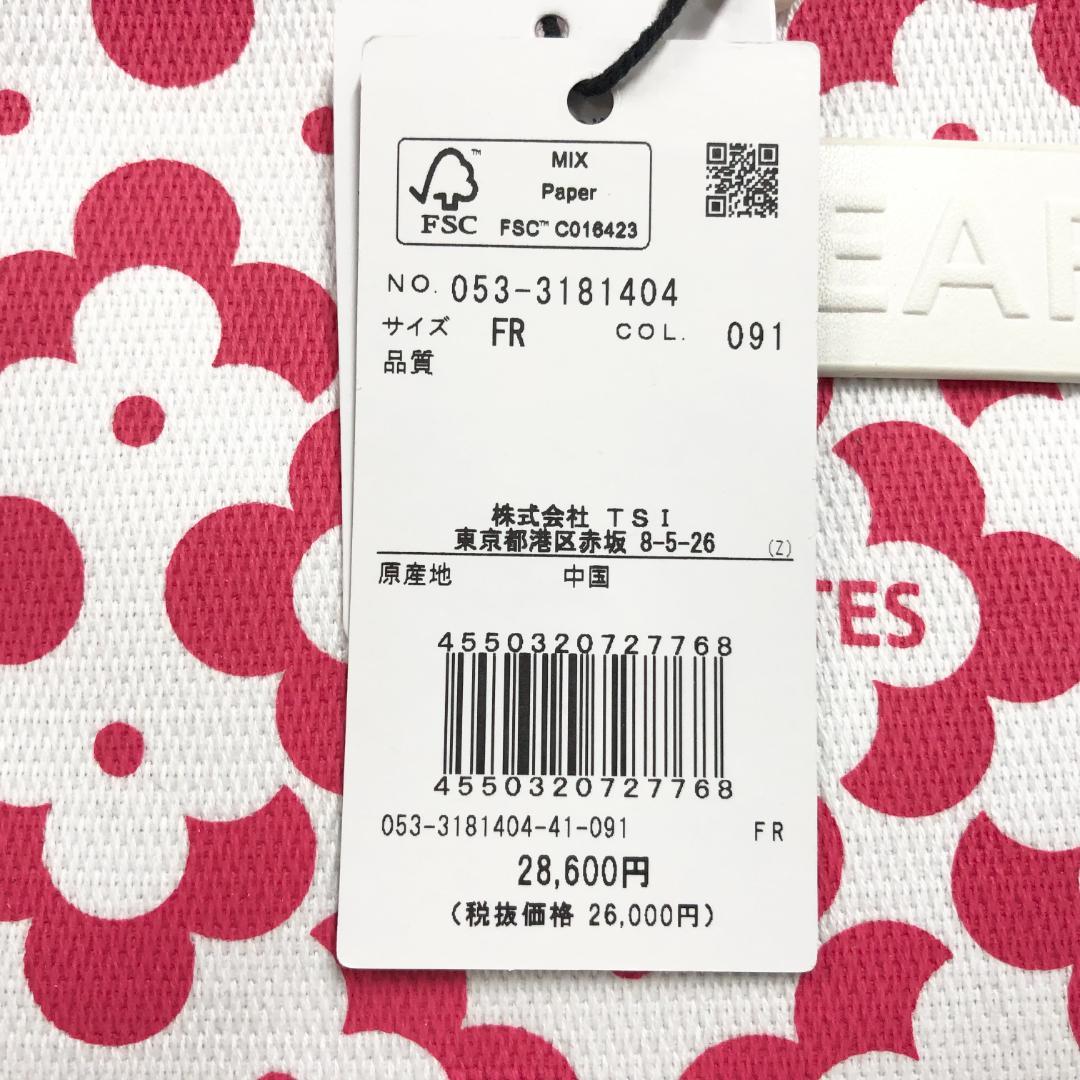 MIX
Paper
FSC™ C016423
™
FSC
NO. 053-3181404
サイズ FR COL. 091
品質
株式会社 TSI
東京都港区赤坂 8-5-26 (Z)
原産地 中国
4550320727768
4550320727768
053-3181404-41-091 FR
28,600円
(税抜価格 26,000円)
EAR
TES